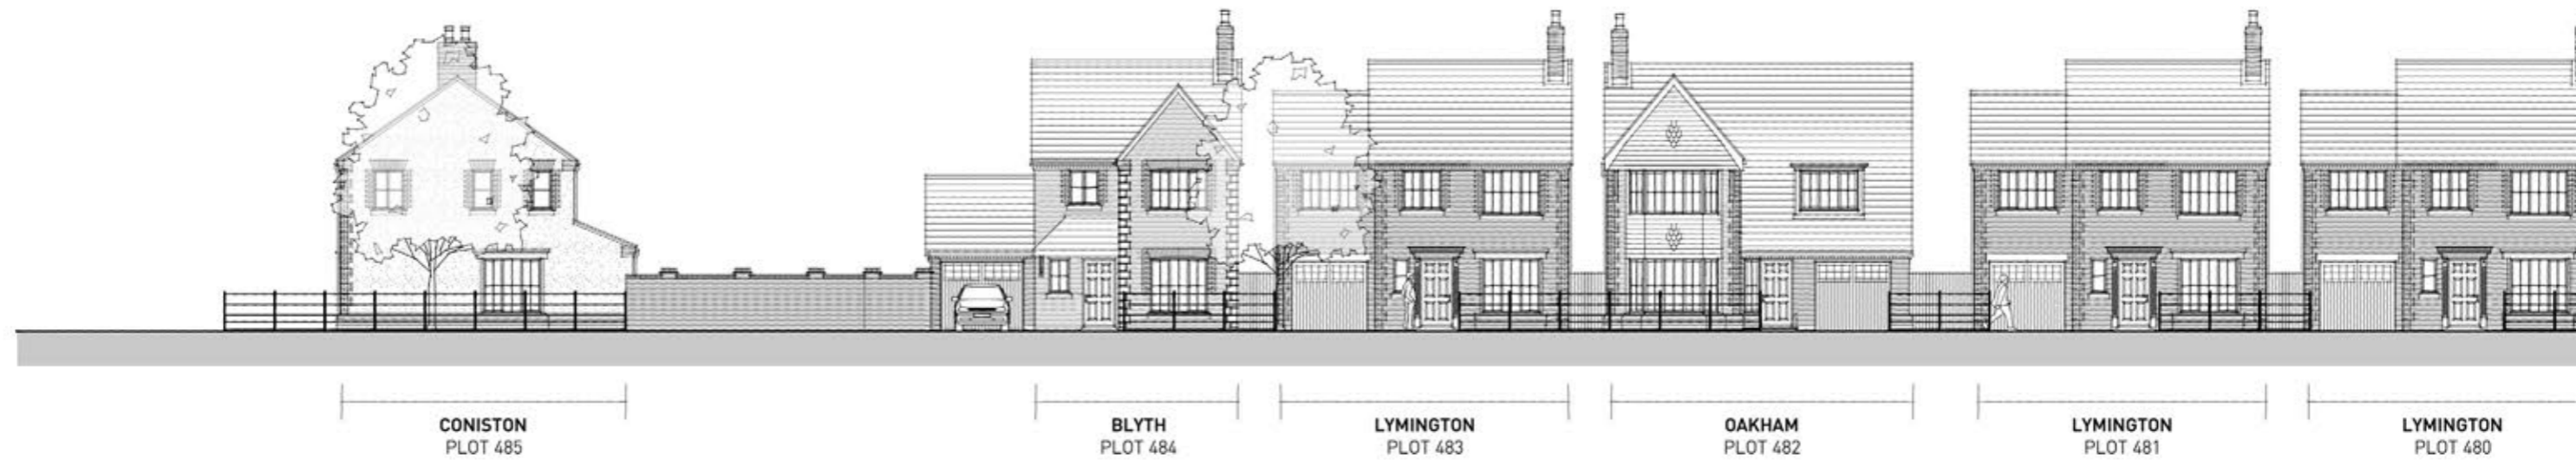 CONISTON
PLOT 485
BLYTH
PLOT 484
LYMINGTON
PLOT 483
OAKHAM
PLOT 482
LYMINGTON
PLOT 481
LYMINGTON
PLOT 480